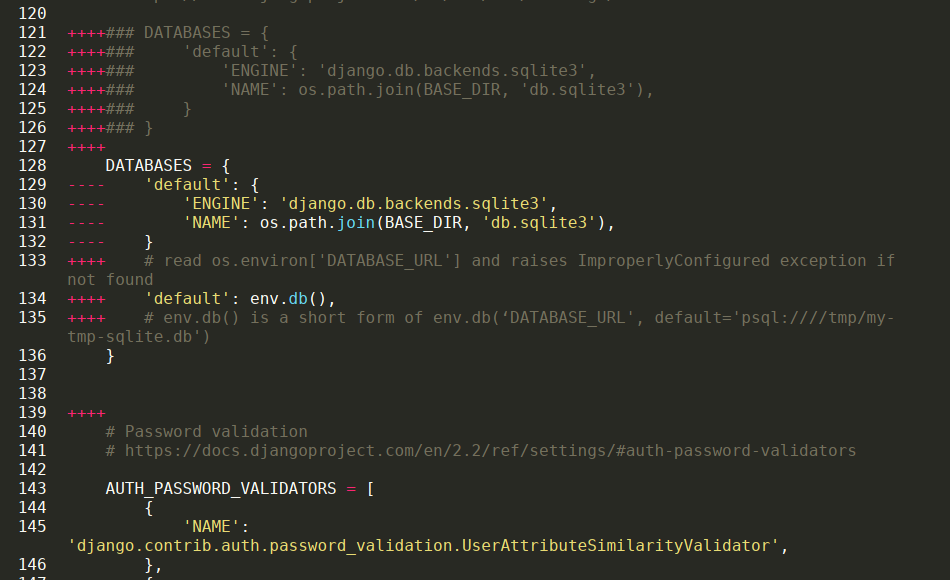 120
121 ++++### DATABASES = {
122 ++++###     'default': {
123 ++++###         'ENGINE': 'django.db.backends.sqlite3',
124 ++++###         'NAME': os.path.join(BASE_DIR, 'db.sqlite3'),
125 ++++###     }
126 ++++### }
127 ++++
128     DATABASES = {
129 ----    'default': {
130 ----        'ENGINE': 'django.db.backends.sqlite3',
131 ----        'NAME': os.path.join(BASE_DIR, 'db.sqlite3'),
132 ----    }
133 ++++    # read os.environ['DATABASE_URL'] and raises ImproperlyConfigured exception if
not found
134 ++++    'default': env.db(),
135 ++++    # env.db() is a short form of env.db(‘DATABASE_URL', default='psql:////tmp/my-
tmp-sqlite.db')
136     }
137
138
139 ++++
140     # Password validation
141     # https://docs.djangoproject.com/en/2.2/ref/settings/#auth-password-validators
142
143     AUTH_PASSWORD_VALIDATORS = [
144         {
145             'NAME':
'django.contrib.auth.password_validation.UserAttributeSimilarityValidator',
146         },